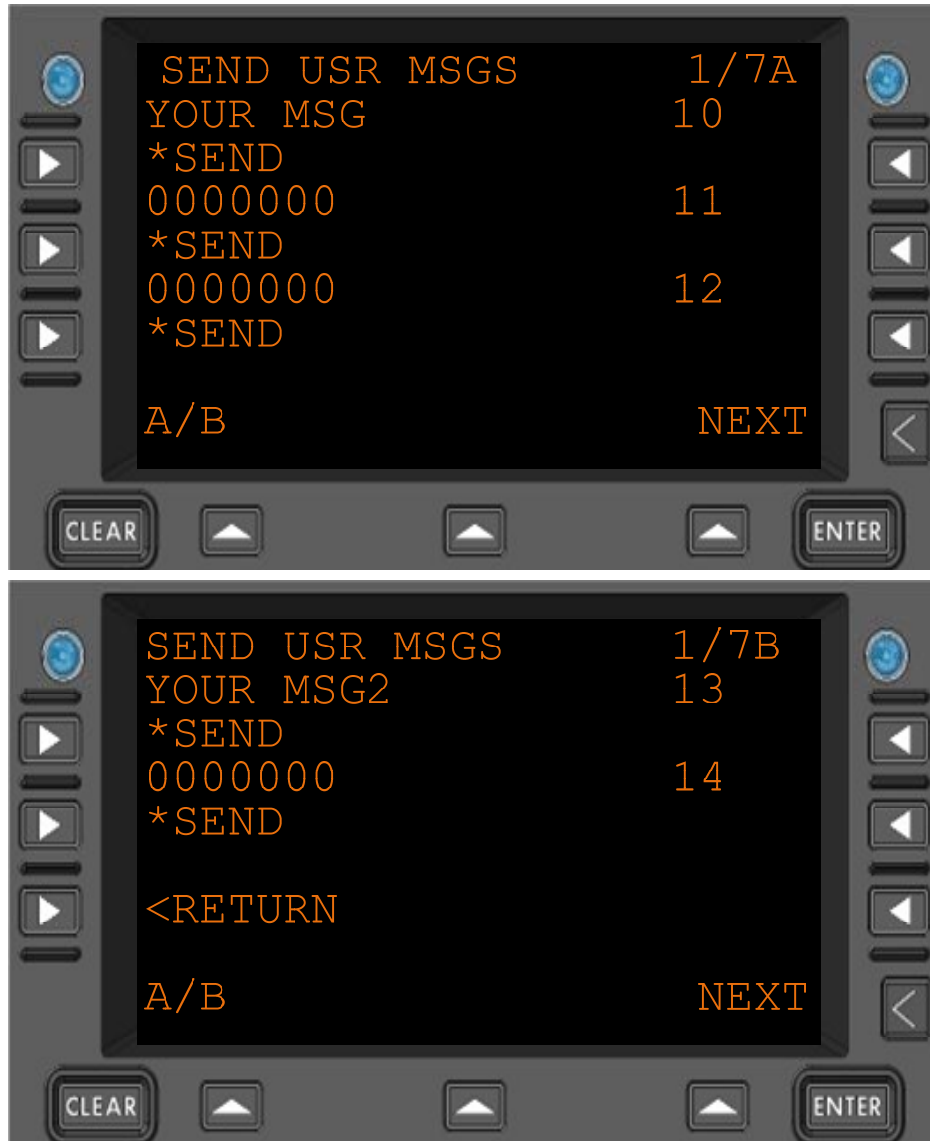 SEND USR MSGS 1/7A
YOUR MSG 10
*SEND
0000000 11
*SEND
0000000 12
*SEND
A/B NEXT
CLEAR ENTER
SEND USR MSGS 1/7B
YOUR MSG2 13
*SEND
0000000 14
*SEND
<RETURN
A/B NEXT
CLEAR ENTER